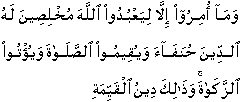 وَمَآ أُمِرُوٓا۟ إِلَّا لِيَعْبُدُوا۟ ٱللَّهَ مُخْلِصِينَ لَهُ
ٱلدِّينَ حُنَفَآءَ وَيُقِيمُوا۟ ٱلصَّلَوٰةَ وَيُؤْتُوا۟
ٱلزَّكَوٰةَ ۚ وَذَٰلِكَ دِينُ ٱلْقَيِّمَةِ